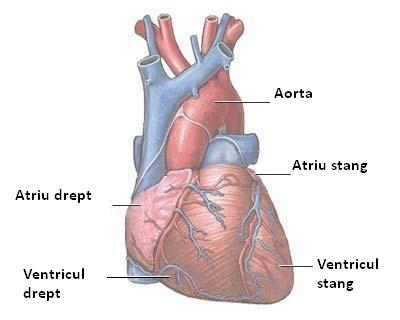 Aorta
Atriu stang
Atriu drept
Ventricul
stang
Ventricul
drept